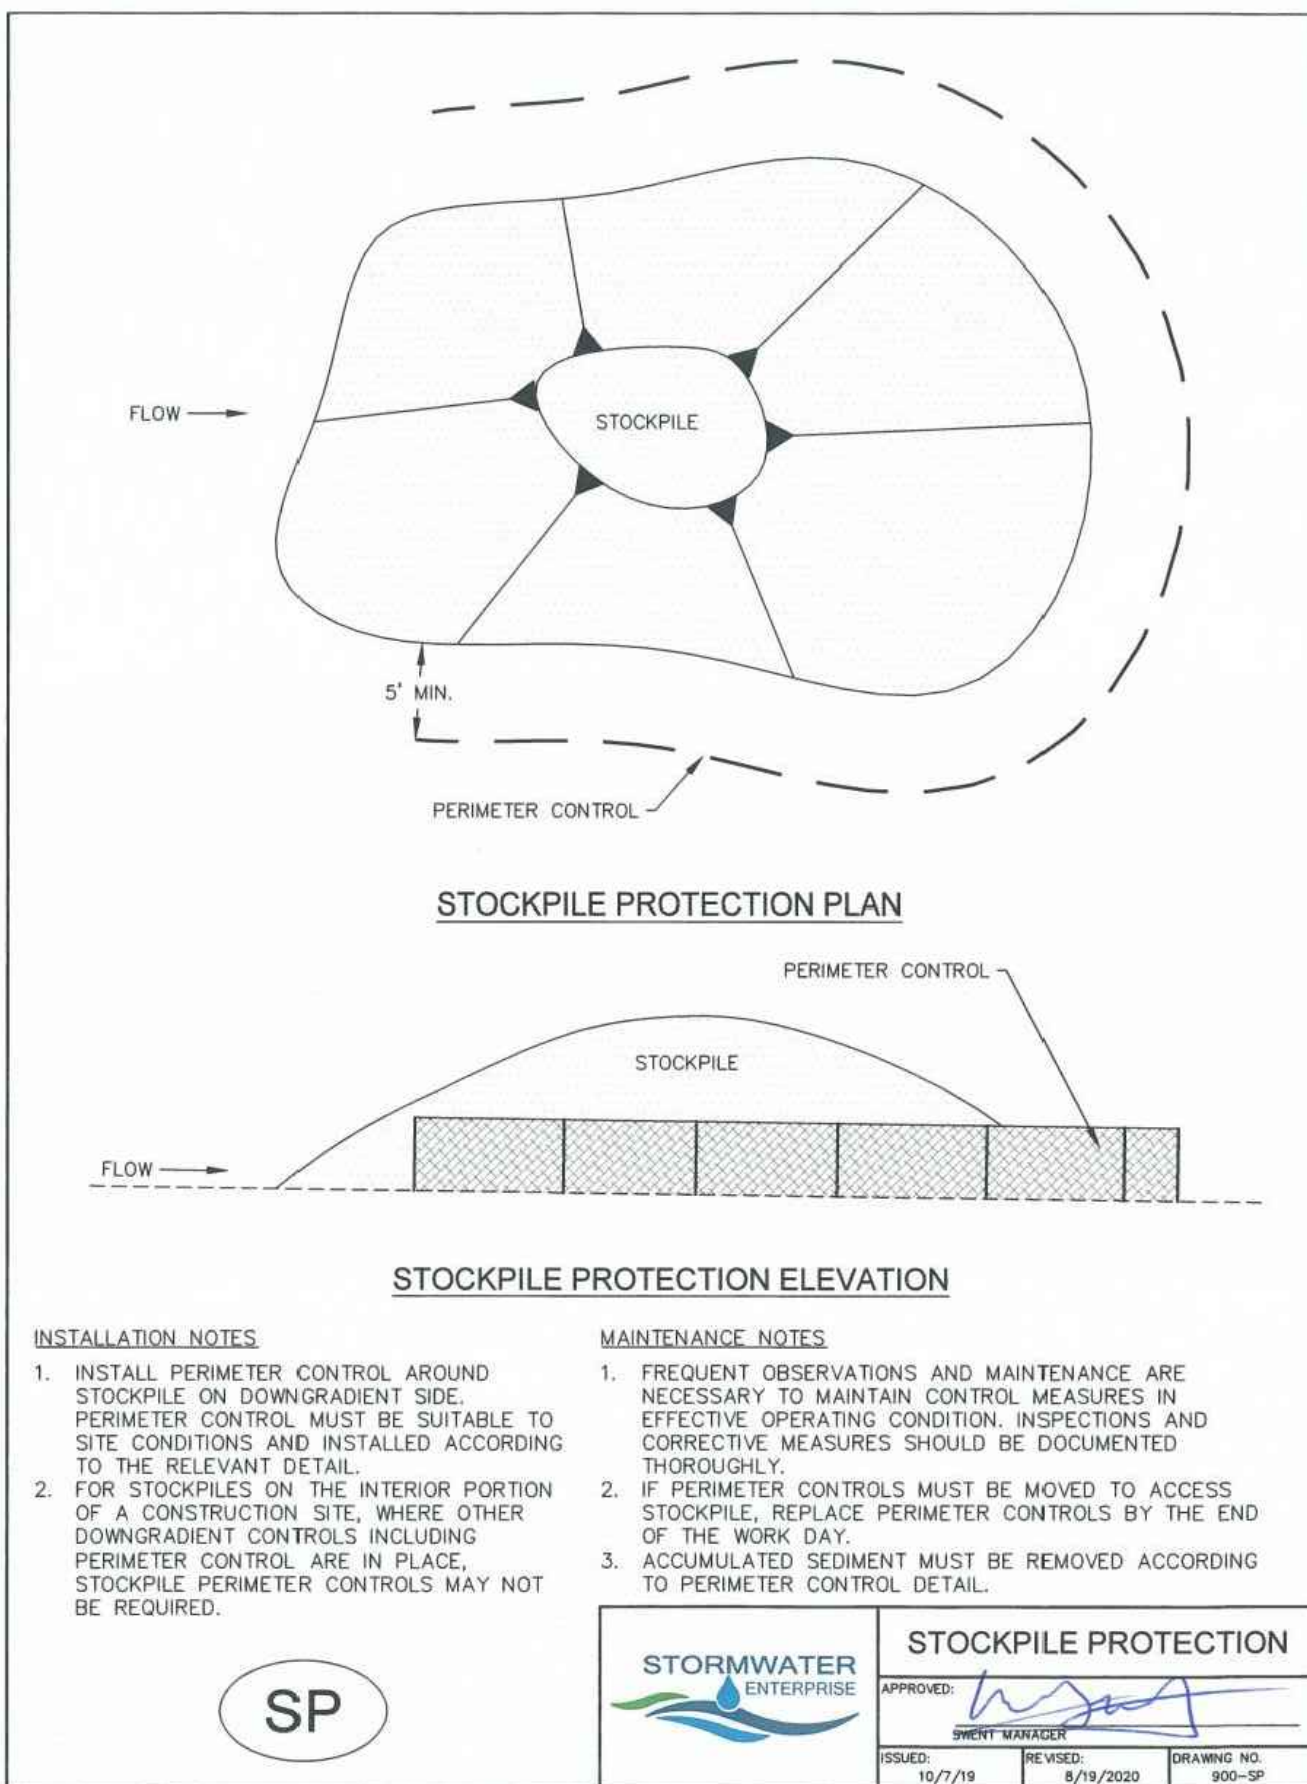 FLOW
STOCKPILE
5' MIN.
PERIMETER CONTROL
STOCKPILE PROTECTION PLAN
PERIMETER CONTROL
STOCKPILE
FLOW
STOCKPILE PROTECTION ELEVATION
INSTALLATION NOTES
1. INSTALL PERIMETER CONTROL AROUND
STOCKPILE ON DOWNGRADIENT SIDE.
PERIMETER CONTROL MUST BE SUITABLE TO
SITE CONDITIONS AND INSTALLED ACCORDING
TO THE RELEVANT DETAIL.
2. FOR STOCKPILES ON THE INTERIOR PORTION
OF A CONSTRUCTION SITE, WHERE OTHER
DOWNGRADIENT CONTROLS INCLUDING
PERIMETER CONTROL ARE IN PLACE,
STOCKPILE PERIMETER CONTROLS MAY NOT
BE REQUIRED.
MAINTENANCE NOTES
1. FREQUENT OBSERVATIONS AND MAINTENANCE ARE
NECESSARY TO MAINTAIN CONTROL MEASURES IN
EFFECTIVE OPERATING CONDITION. INSPECTIONS AND
CORRECTIVE MEASURES SHOULD BE DOCUMENTED
THOROUGHLY.
2. IF PERIMETER CONTROLS MUST BE MOVED TO ACCESS
STOCKPILE, REPLACE PERIMETER CONTROLS BY THE END
OF THE WORK DAY.
3. ACCUMULATED SEDIMENT MUST BE REMOVED ACCORDING
TO PERIMETER CONTROL DETAIL.
SP
STORMWATER
ENTERPRISE
STOCKPILE PROTECTION
APPROVED:
SWENT MANAGER
ISSUED:
10/7/19
REVISED:
8/19/2020
DRAWING NO.
900-SP